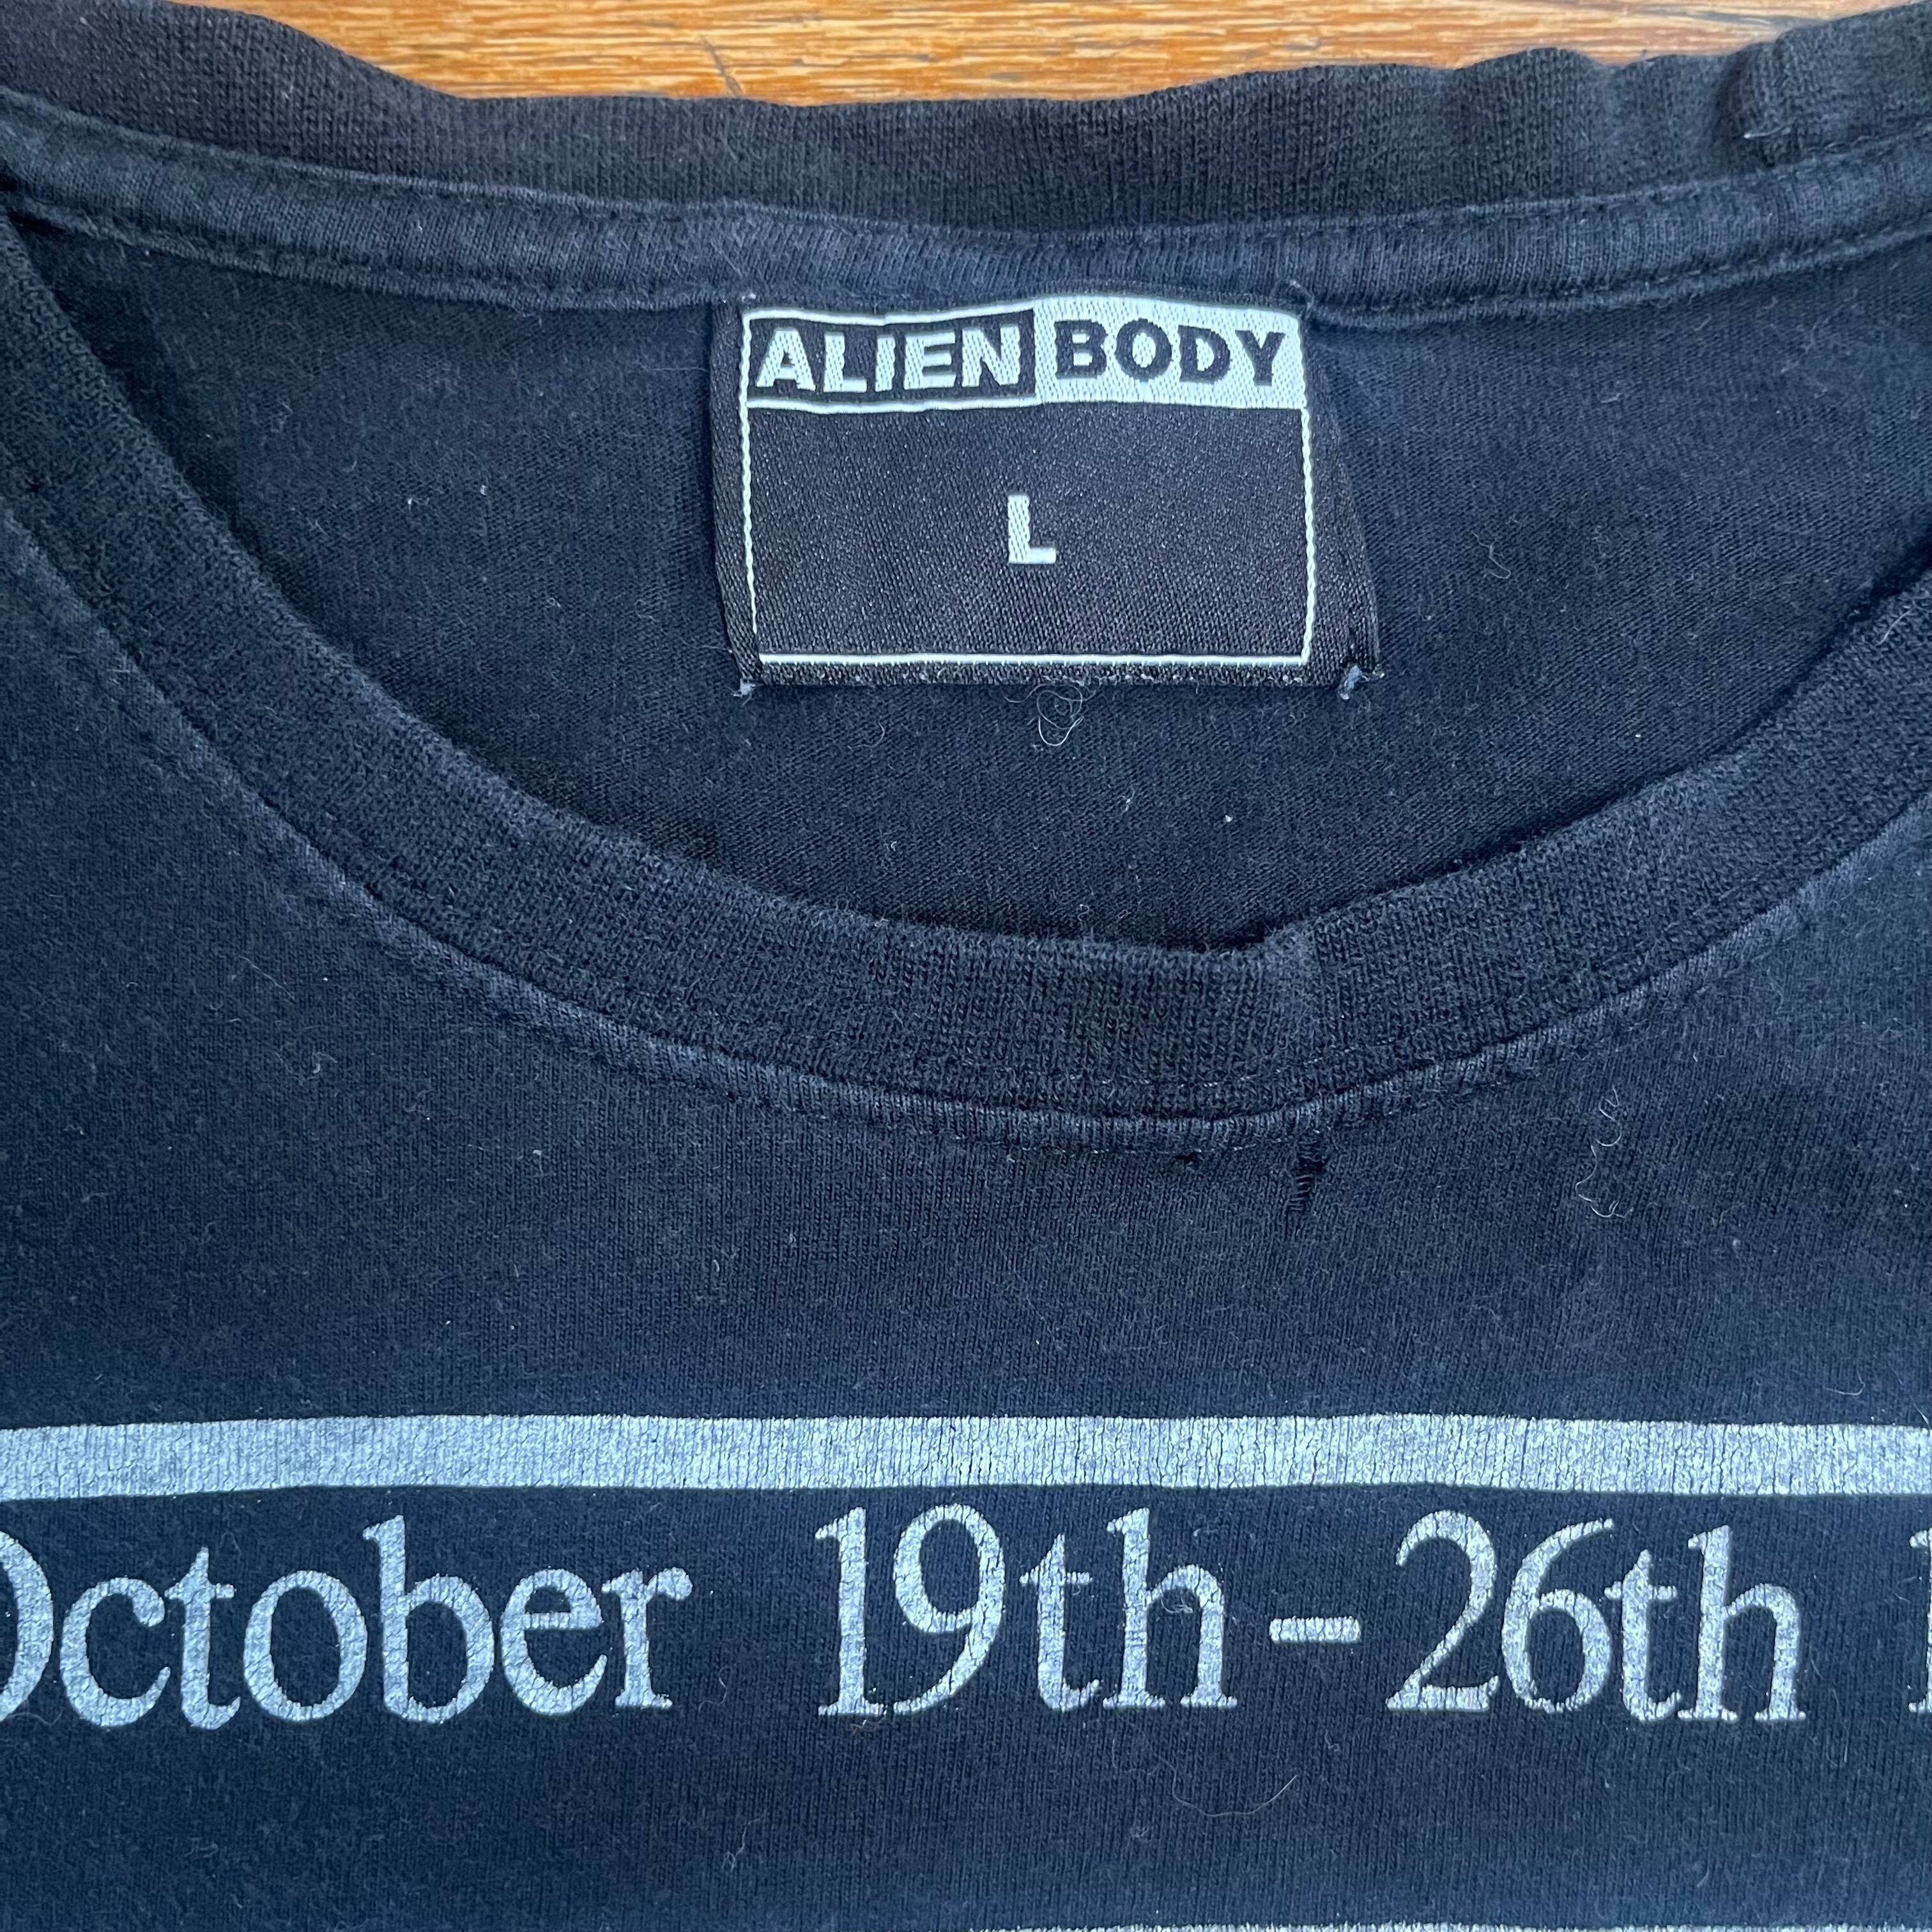 ALIEN BODY
L
October 19th-26th